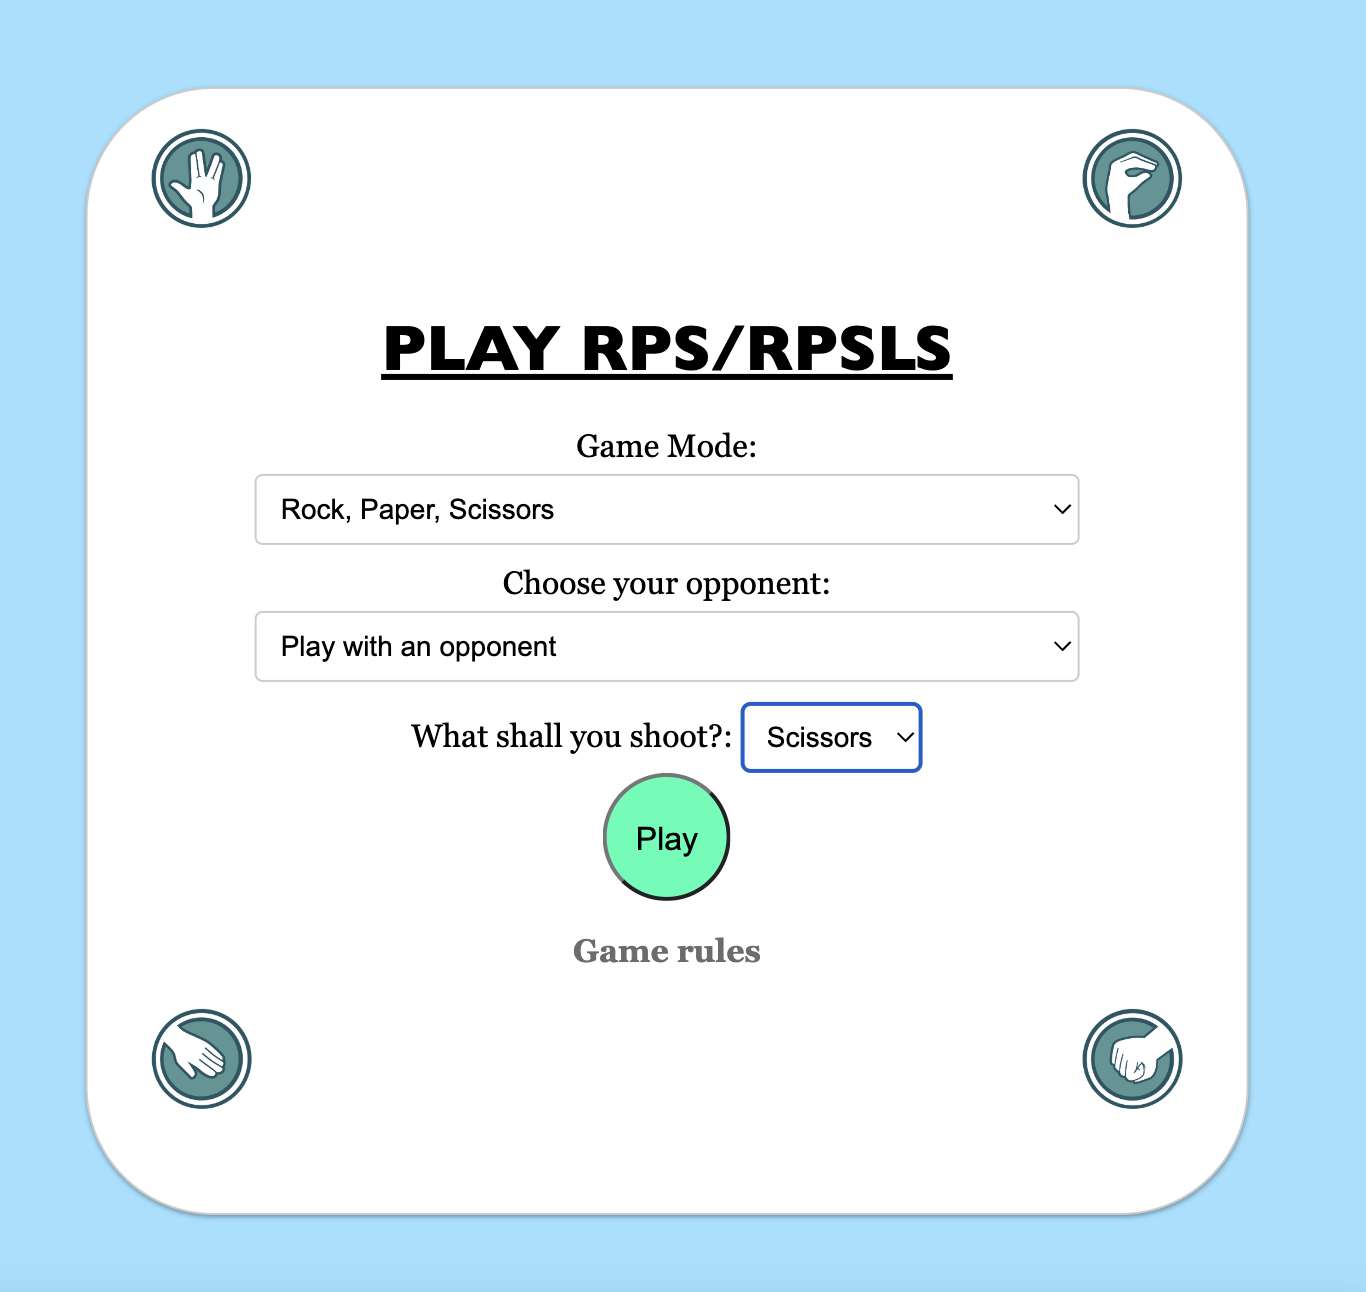 PLAY RPS/RPSLS
Game Mode:
Rock, Paper, Scissors
Choose your opponent:
Play with an opponent
What shall you shoot?: Scissors
Play
Game rules